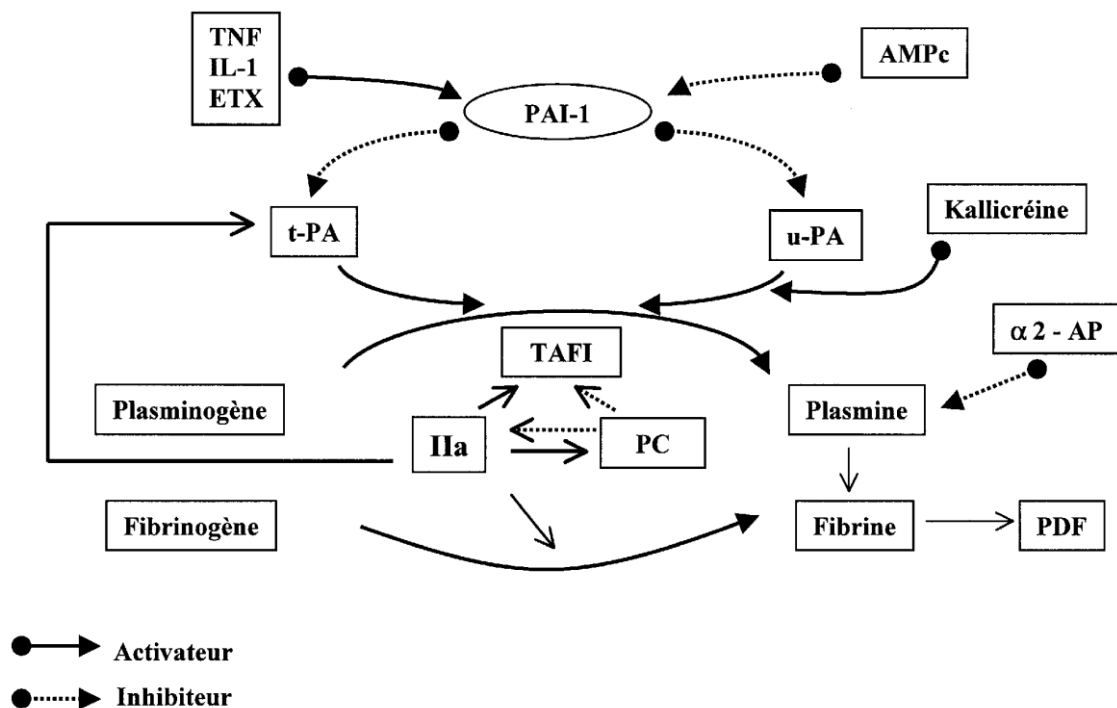 TNF
IL-1
ETX
AMPc
PAI-1
t-PA
u-PA
Kallicréine
TAFI
α 2 - AP
Plasminogène
Plasmine
IIa
PC
Fibrinogène
Fibrine
PDF
Activateur
Inhibiteur